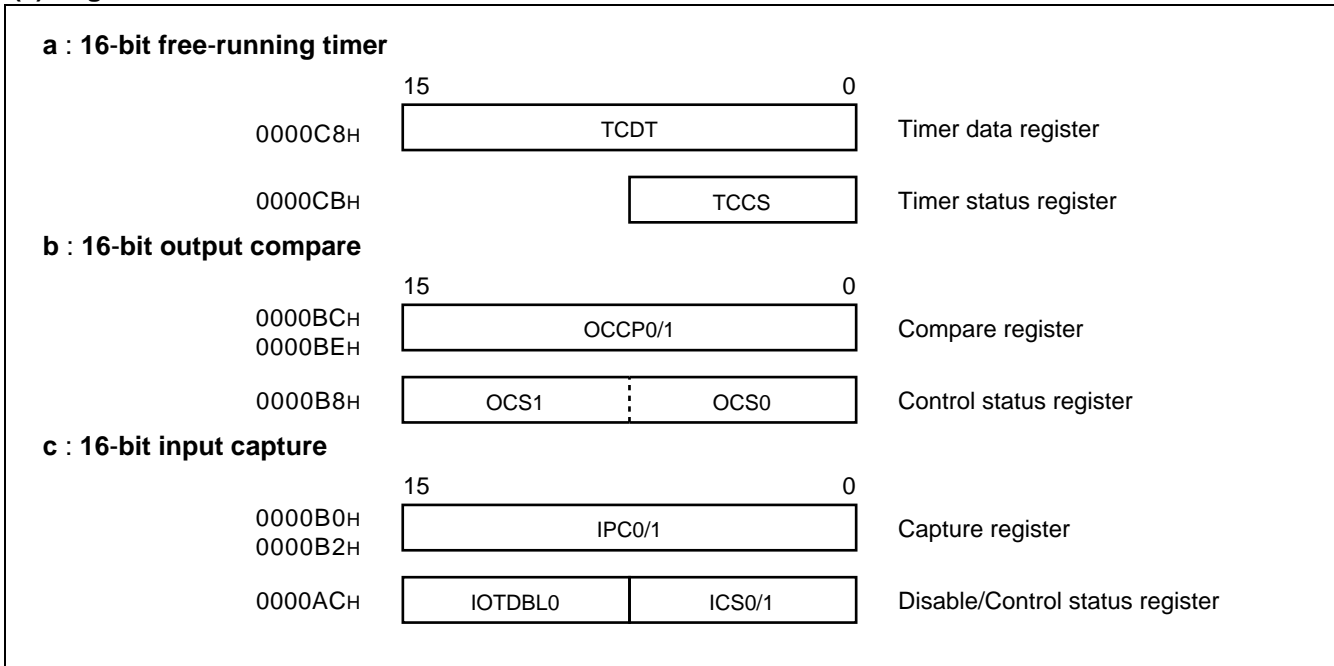 a : 16-bit free-running timer
15 0
0000C8H TCDT Timer data register
0000CBH TCCS Timer status register
b : 16-bit output compare
15 0
0000BCH
0000BEH OCCP0/1 Compare register
0000B8H OCS1 OCS0 Control status register
c : 16-bit input capture
15 0
0000B0H
0000B2H IPC0/1 Capture register
0000ACH IOTDBL0 ICS0/1 Disable/Control status register